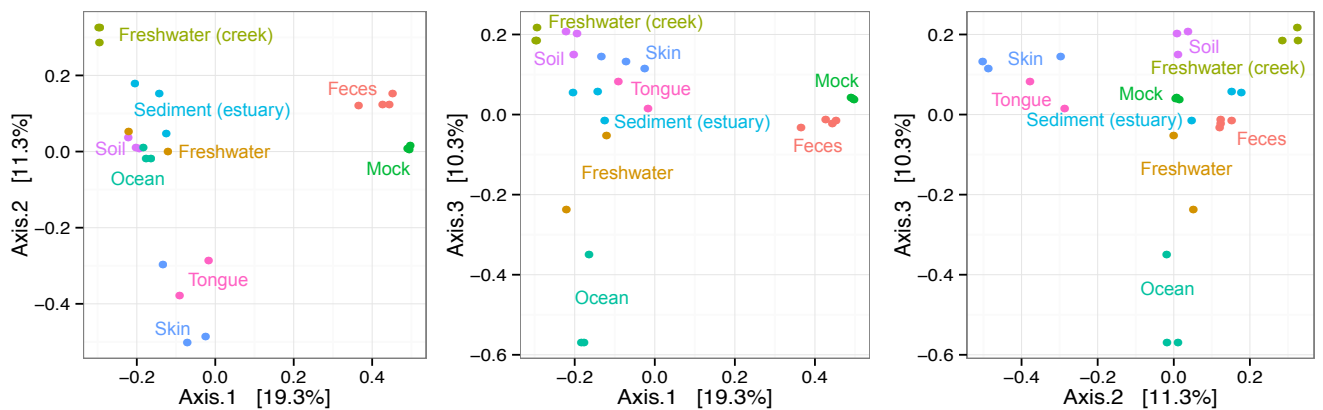 Freshwater (creek)
0.2
Feces
Sediment (estuary)
Soil
Freshwater
0.0
Mock
Ocean
−0.2
Tongue
Skin
−0.4
Axis.2 [11.3%]
−0.2 0.0 0.2 0.4
Axis.1 [19.3%]
Freshwater (creek)
0.2
Soil
Skin
Tongue
Mock
0.0
Sediment (estuary)
Feces
Freshwater
−0.2
Ocean
−0.4
−0.6
Axis.3 [10.3%]
−0.2 0.0 0.2 0.4
Axis.1 [19.3%]
0.2
Soil
Skin
Freshwater (creek)
Tongue
Mock
0.0
Sediment (estuary)
Feces
Freshwater
−0.2
Ocean
−0.4
−0.6
Axis.3 [10.3%]
−0.4 −0.2 0.0 0.2
Axis.2 [11.3%]